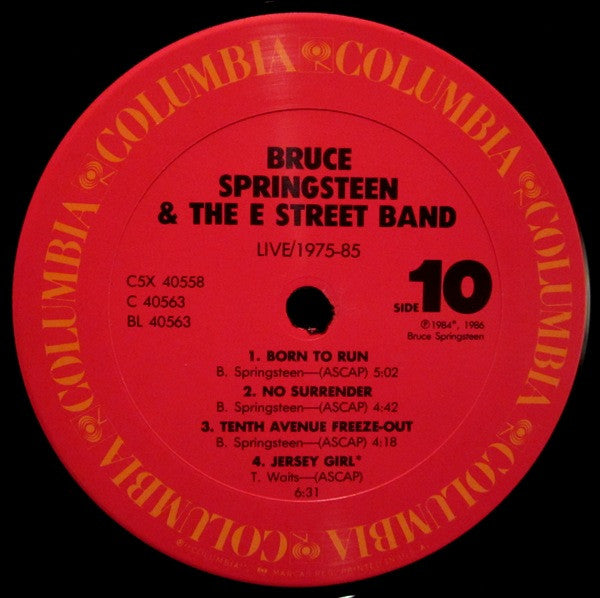 COLUMBIA COLUMBIA COLUMBIA COLUMBIA COLUMBIA COLUMBIA
BRUCE
SPRINGSTEEN
& THE E STREET BAND
LIVE/1975-85
C5X 40558
C 40563
BL 40563
SIDE 10
℗ 1984*, 1986
Bruce Springsteen
1. BORN TO RUN
B. Springsteen—(ASCAP) 5:02
2. NO SURRENDER
B. Springsteen—(ASCAP) 4:42
3. TENTH AVENUE FREEZE-OUT
B. Springsteen—(ASCAP) 4:18
4. JERSEY GIRL*
T. Waits—(ASCAP)
6:31